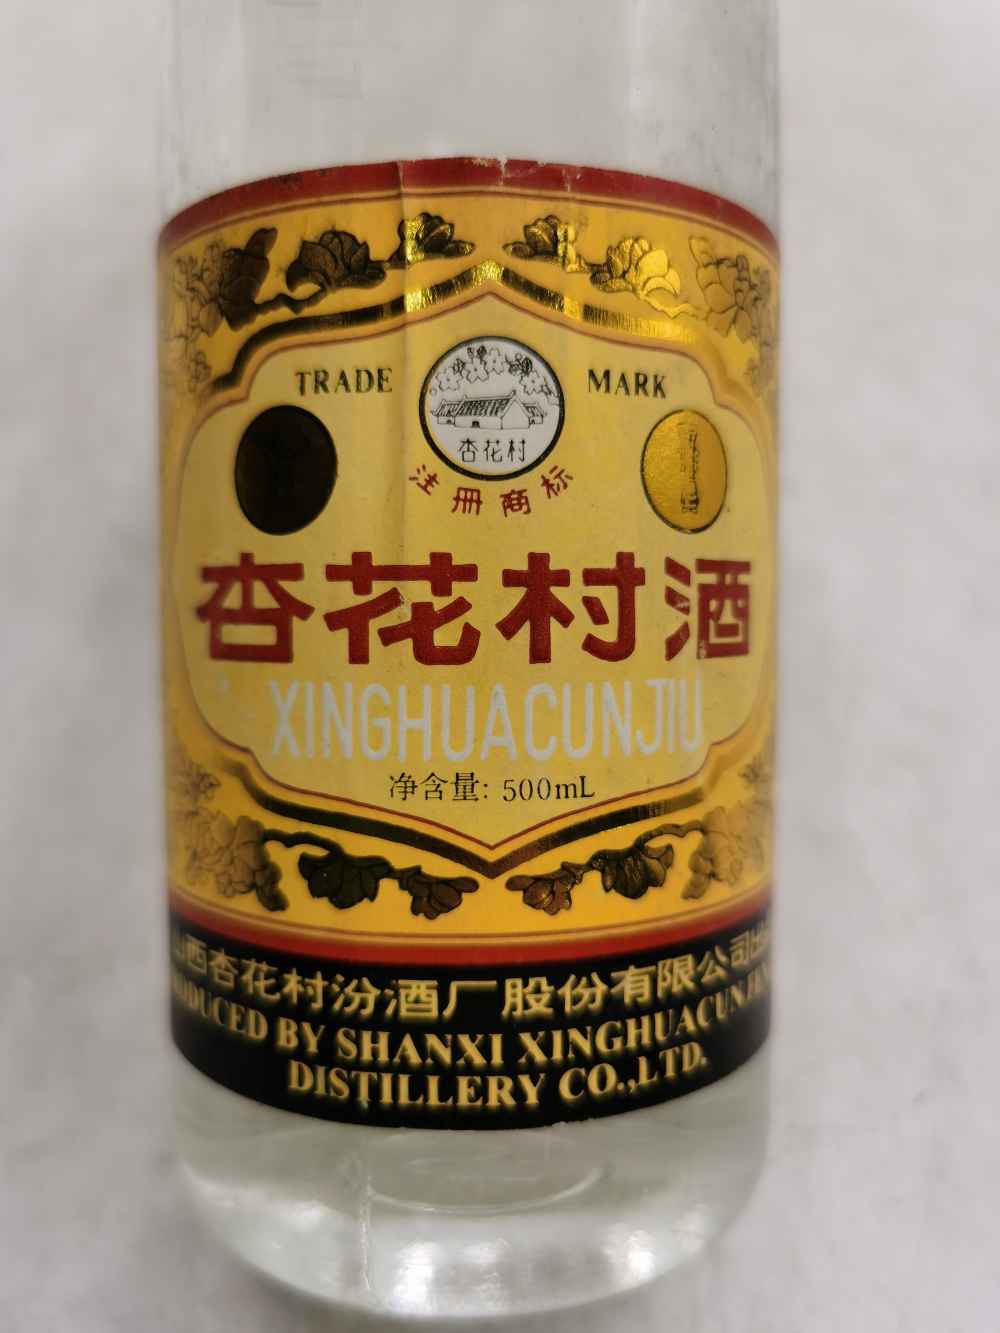 TRADE MARK
杏花村
注册商标
杏花村酒
XINGHUACUNJIU
净含量: 500mL
山西杏花村汾酒厂股份有限公司出
PRODUCED BY SHANXI XINGHUACUN
DISTILLERY CO.,LTD.